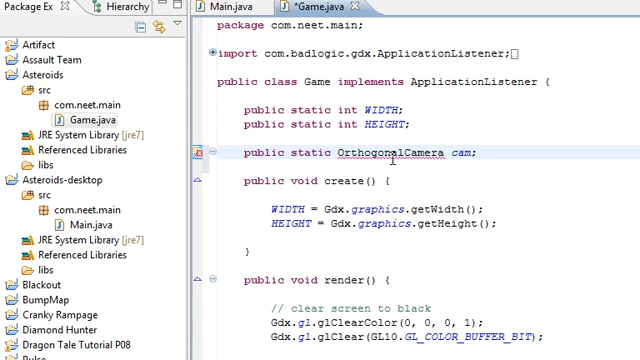 Package Ex
Hierarchy
Artifact
Assault Team
Asteroids
src
com.neet.main
Game.java
JRE System Library
Referenced Libraries
libs
Asteroids-desktop
src
com.neet.main
Main.java
JRE System Library
Referenced Libraries
libs
Blackout
BumpMap
Cranky Rampage
Diamond Hunter
Dragon Tale Tutorial P08
Main.java
*Game.java
package com.neet.main;
import com.badlogic.gdx.ApplicationListener;
public class Game implements ApplicationListener {
public static int WIDTH;
public static int HEIGHT;
public static OrthogonalCamera cam;
public void create() {
WIDTH = Gdx.graphics.getWidth();
HEIGHT = Gdx.graphics.getHeight();
}
public void render() {
// clear screen to black
Gdx.gl.glClearColor(0, 0, 0, 1);
Gdx.gl.glClear(GL10.GL_COLOR_BUFFER_BIT);